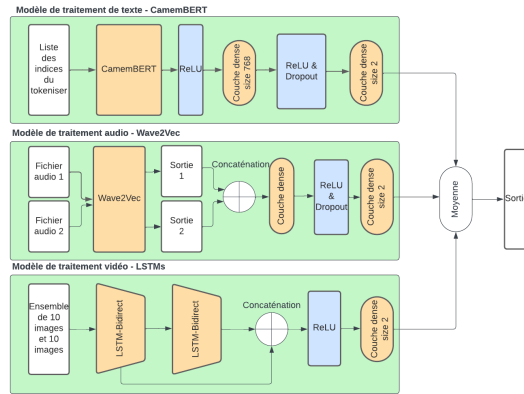 Modèle de traitement de texte - CamemBERT
Liste
des
indices
du
tokeniser
CamemBERT
ReLU
Couche dense
size 768
ReLU &
Dropout
Couche dense
size 2
Modèle de traitement audio - Wave2Vec
Fichier
audio 1
Fichier
audio 2
Wave2Vec
Sortie
1
Sortie
2
Concaténation
Couche dense
ReLU
&
Dropout
Couche dense
size 2
Moyenne
Sortie
Modèle de traitement vidéo - LSTMs
Ensemble
de 10
images
et 10
images
LSTM-Bidirect
LSTM-Bidirect
Concaténation
ReLU
Couche dense
size 2